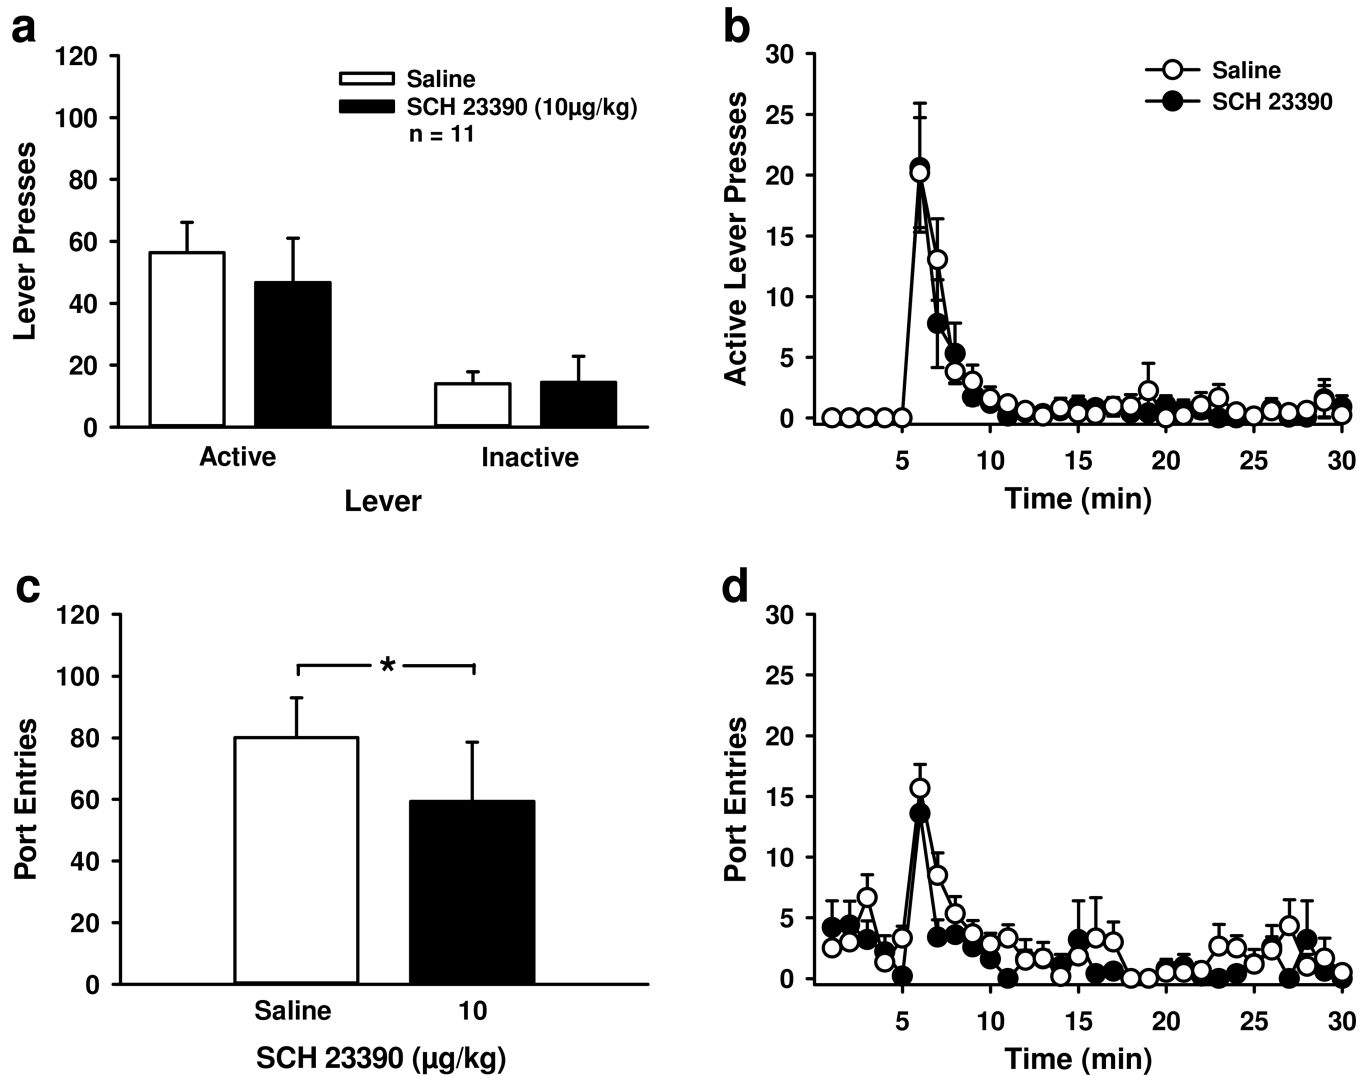 a
120
100
80
60
40
20
0
Lever Presses
Saline
SCH 23390 (10µg/kg)
n = 11
Active
Inactive
Lever
b
30
25
20
15
10
5
0
Active Lever Presses
Saline
SCH 23390
5
10
15
20
25
30
Time (min)
c
120
100
80
60
40
20
0
Port Entries
*
Saline
10
SCH 23390 (µg/kg)
d
30
25
20
15
10
5
0
Port Entries
5
10
15
20
25
30
Time (min)